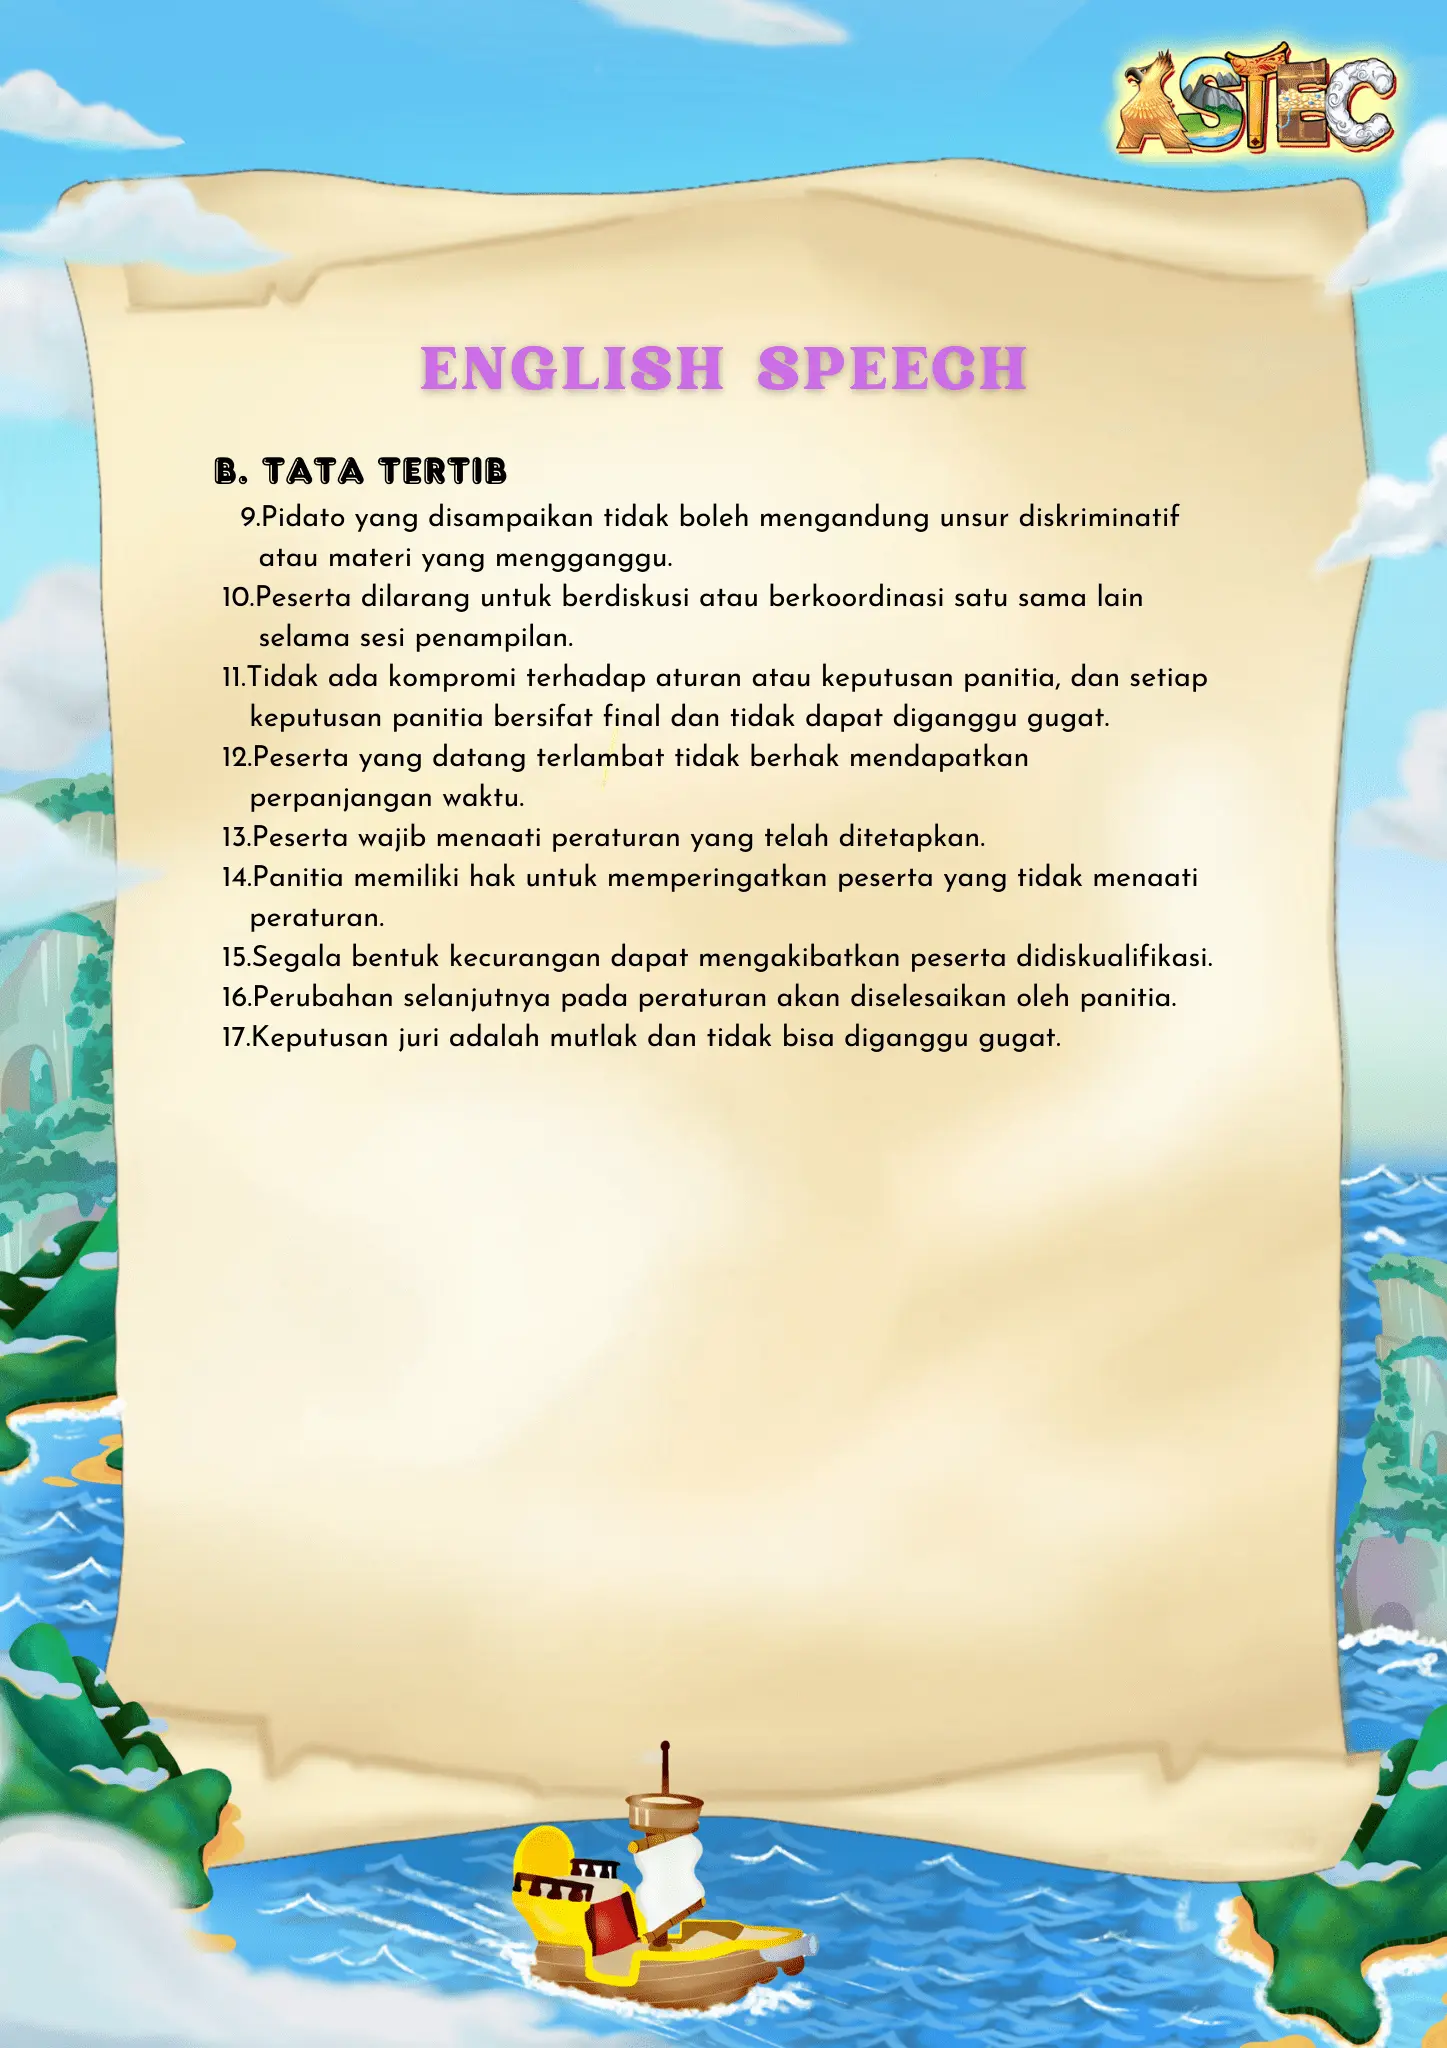 ASTEC
ENGLISH SPEECH
B. TATA TERTIB
9.Pidato yang disampaikan tidak boleh mengandung unsur diskriminatif
atau materi yang mengganggu.
10.Peserta dilarang untuk berdiskusi atau berkoordinasi satu sama lain
selama sesi penampilan.
11.Tidak ada kompromi terhadap aturan atau keputusan panitia, dan setiap
keputusan panitia bersifat final dan tidak dapat diganggu gugat.
12.Peserta yang datang terlambat tidak berhak mendapatkan
perpanjangan waktu.
13.Peserta wajib menaati peraturan yang telah ditetapkan.
14.Panitia memiliki hak untuk memperingatkan peserta yang tidak menaati
peraturan.
15.Segala bentuk kecurangan dapat mengakibatkan peserta didiskualifikasi.
16.Perubahan selanjutnya pada peraturan akan diselesaikan oleh panitia.
17.Keputusan juri adalah mutlak dan tidak bisa diganggu gugat.